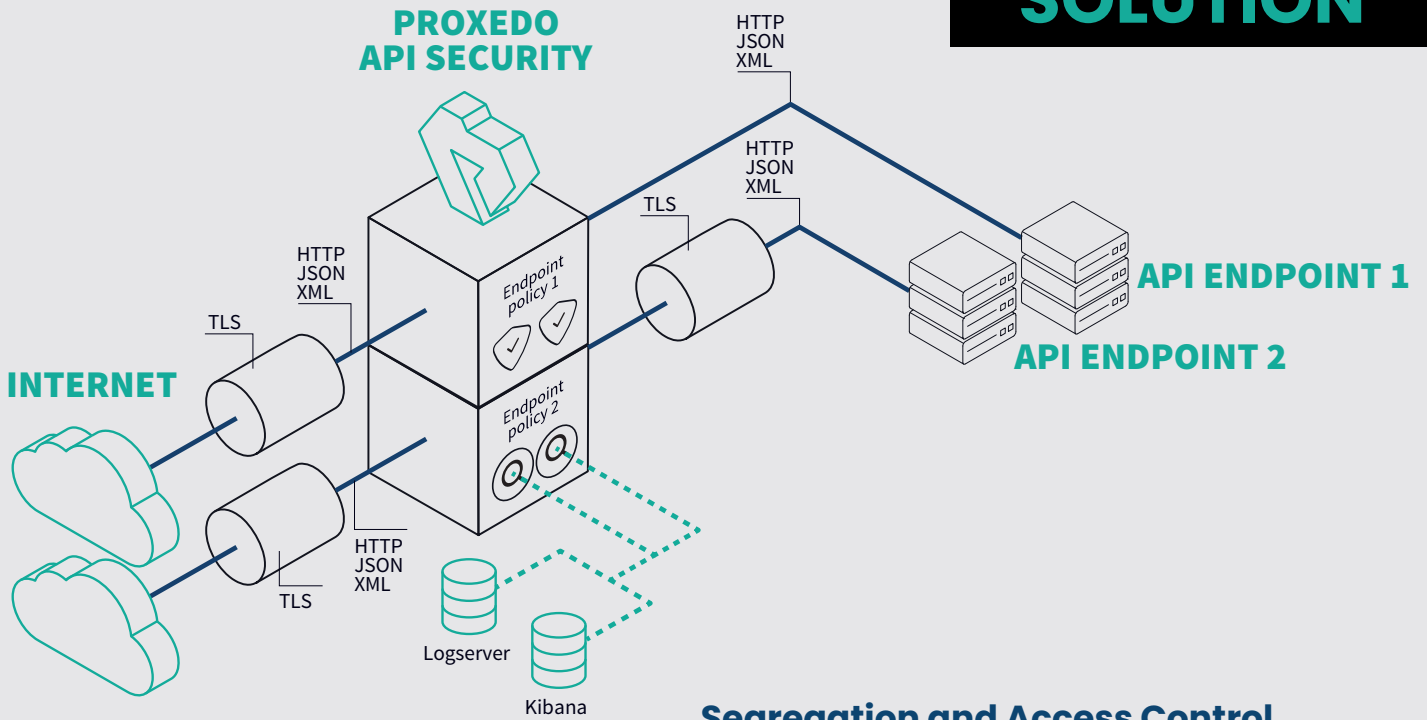 SOLUTION
PROXEDO
API SECURITY
HTTP
JSON
XML
HTTP
JSON
XML
TLS
HTTP
JSON
XML
TLS
INTERNET
Endpoint
policy 1
API ENDPOINT 1
API ENDPOINT 2
Endpoint
policy 2
HTTP
JSON
XML
TLS
Logserver
Kibana
Segregation and Access Control